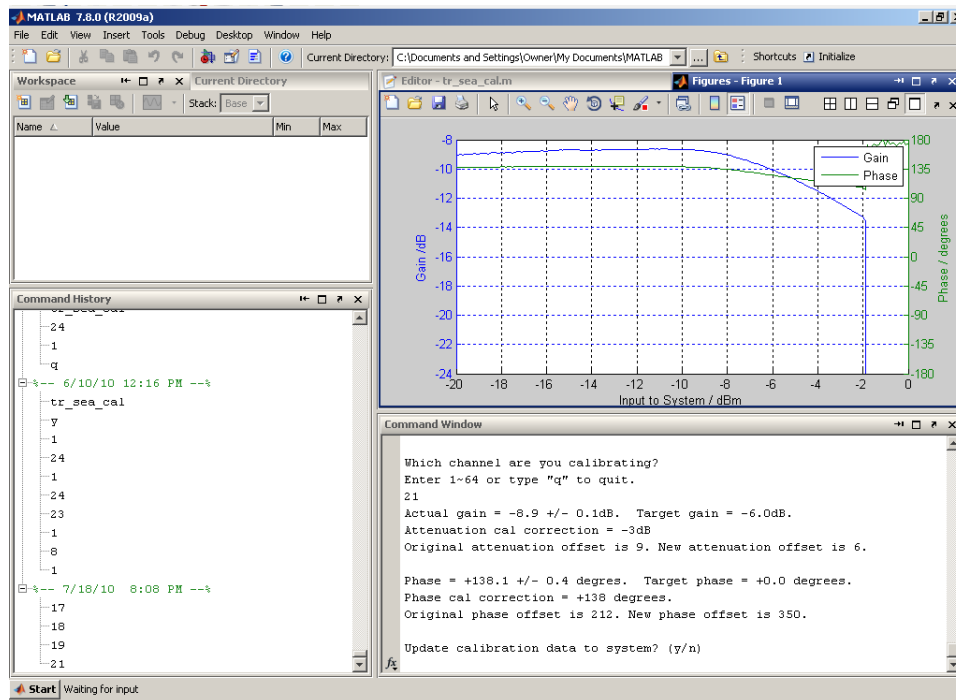 MATLAB 7.8.0 (R2009a)
File Edit View Insert Tools Debug Desktop Window Help
Current Directory: C:\Documents and Settings\Owner\My Documents\MATLAB ... Shortcuts Initialize
Workspace Current Directory
Stack: Base
Name Value Min Max
Command History
tr_sea_cal
24
1
q
%-- 6/10/10 12:16 PM --%
tr_sea_cal
y
1
24
1
24
23
1
8
1
%-- 7/18/10 8:08 PM --%
17
18
19
21
Editor - tr_sea_cal.m
Figures - Figure 1
-8 180
-10 135
-12 90
-14 45
-16 0
-18 -45
-20 -90
-22 -135
-24 -180
Gain /dB
Phase / degrees
Gain
Phase
-20 -18 -16 -14 -12 -10 -8 -6 -4 -2 0
Input to System / dBm
Command Window
Which channel are you calibrating?
Enter 1~64 or type "q" to quit.
21
Actual gain = -8.9 +/- 0.1dB. Target gain = -6.0dB.
Attenuation cal correction = -3dB
Original attenuation offset is 9. New attenuation offset is 6.
Phase = +138.1 +/- 0.4 degres. Target phase = +0.0 degrees.
Phase cal correction = +138 degrees.
Original phase offset is 212. New phase offset is 350.
Update calibration data to system? (y/n)
fx
Start Waiting for input